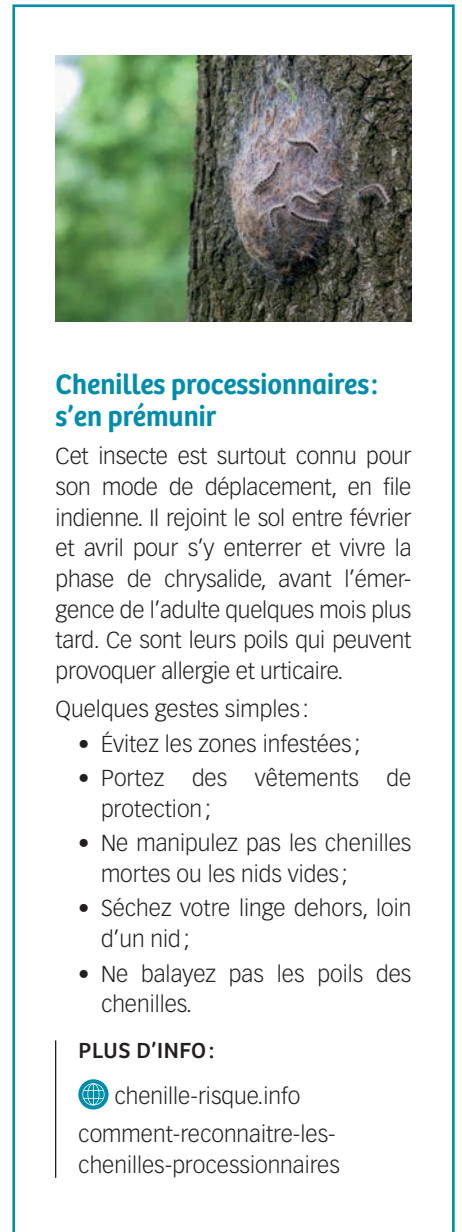 Chenilles processionnaires :
s’en prémunir
Cet insecte est surtout connu pour
son mode de déplacement, en file
indienne. Il rejoint le sol entre février
et avril pour s’y enterrer et vivre la
phase de chrysalide, avant l’émer-
gence de l’adulte quelques mois plus
tard. Ce sont leurs poils qui peuvent
provoquer allergie et urticaire.
Quelques gestes simples :
• Évitez les zones infestées ;
• Portez des vêtements de
protection ;
• Ne manipulez pas les chenilles
mortes ou les nids vides ;
• Séchez votre linge dehors, loin
d’un nid ;
• Ne balayez pas les poils des
chenilles.
PLUS D’INFO :
chenille-risque.info
comment-reconnaitre-les-
chenilles-processionnaires